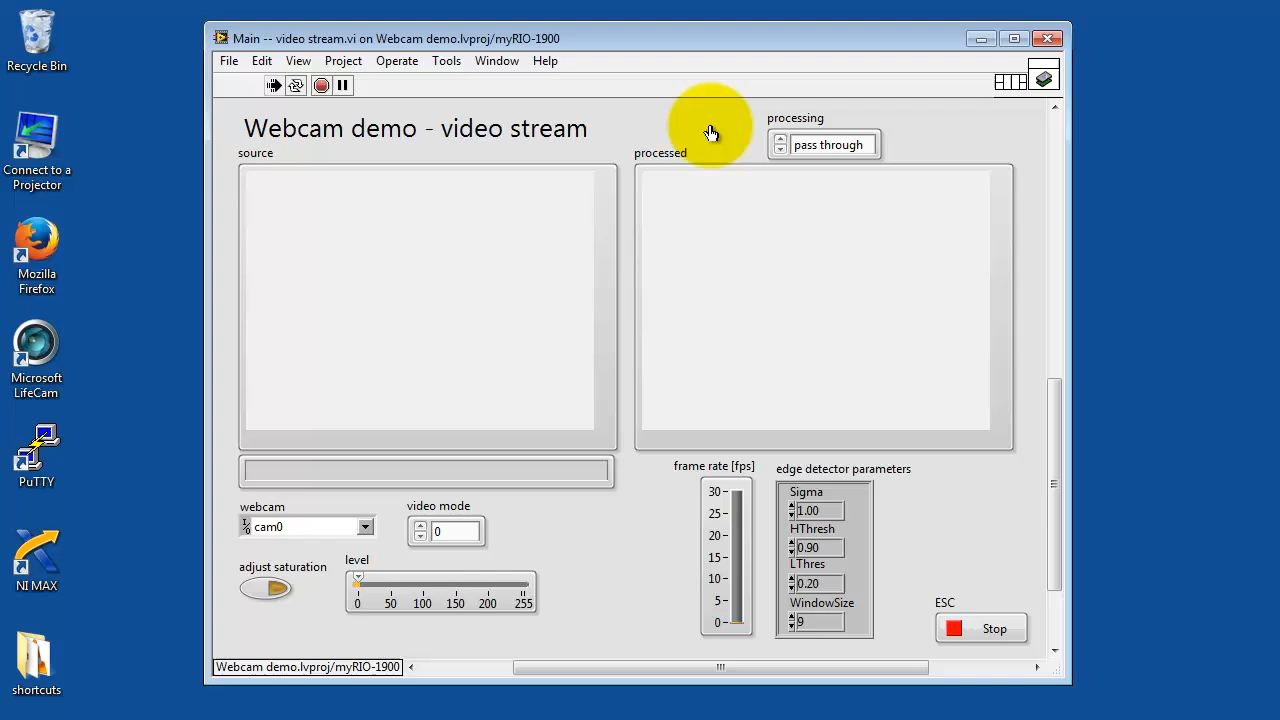 Recycle Bin
Connect to a
Projector
Mozilla
Firefox
Microsoft
LifeCam
PuTTY
NI MAX
shortcuts
Main -- video stream.vi on Webcam demo.lvproj/myRIO-1900
File Edit View Project Operate Tools Window Help
Webcam demo - video stream
processing
pass through
source
processed
webcam
cam0
video mode
0
adjust saturation
level
0 50 100 150 200 255
frame rate [fps]
30
25
20
15
10
5
0
edge detector parameters
Sigma
1.00
HThresh
0.90
LThres
0.20
WindowSize
9
ESC
Stop
Webcam demo.lvproj/myRIO-1900